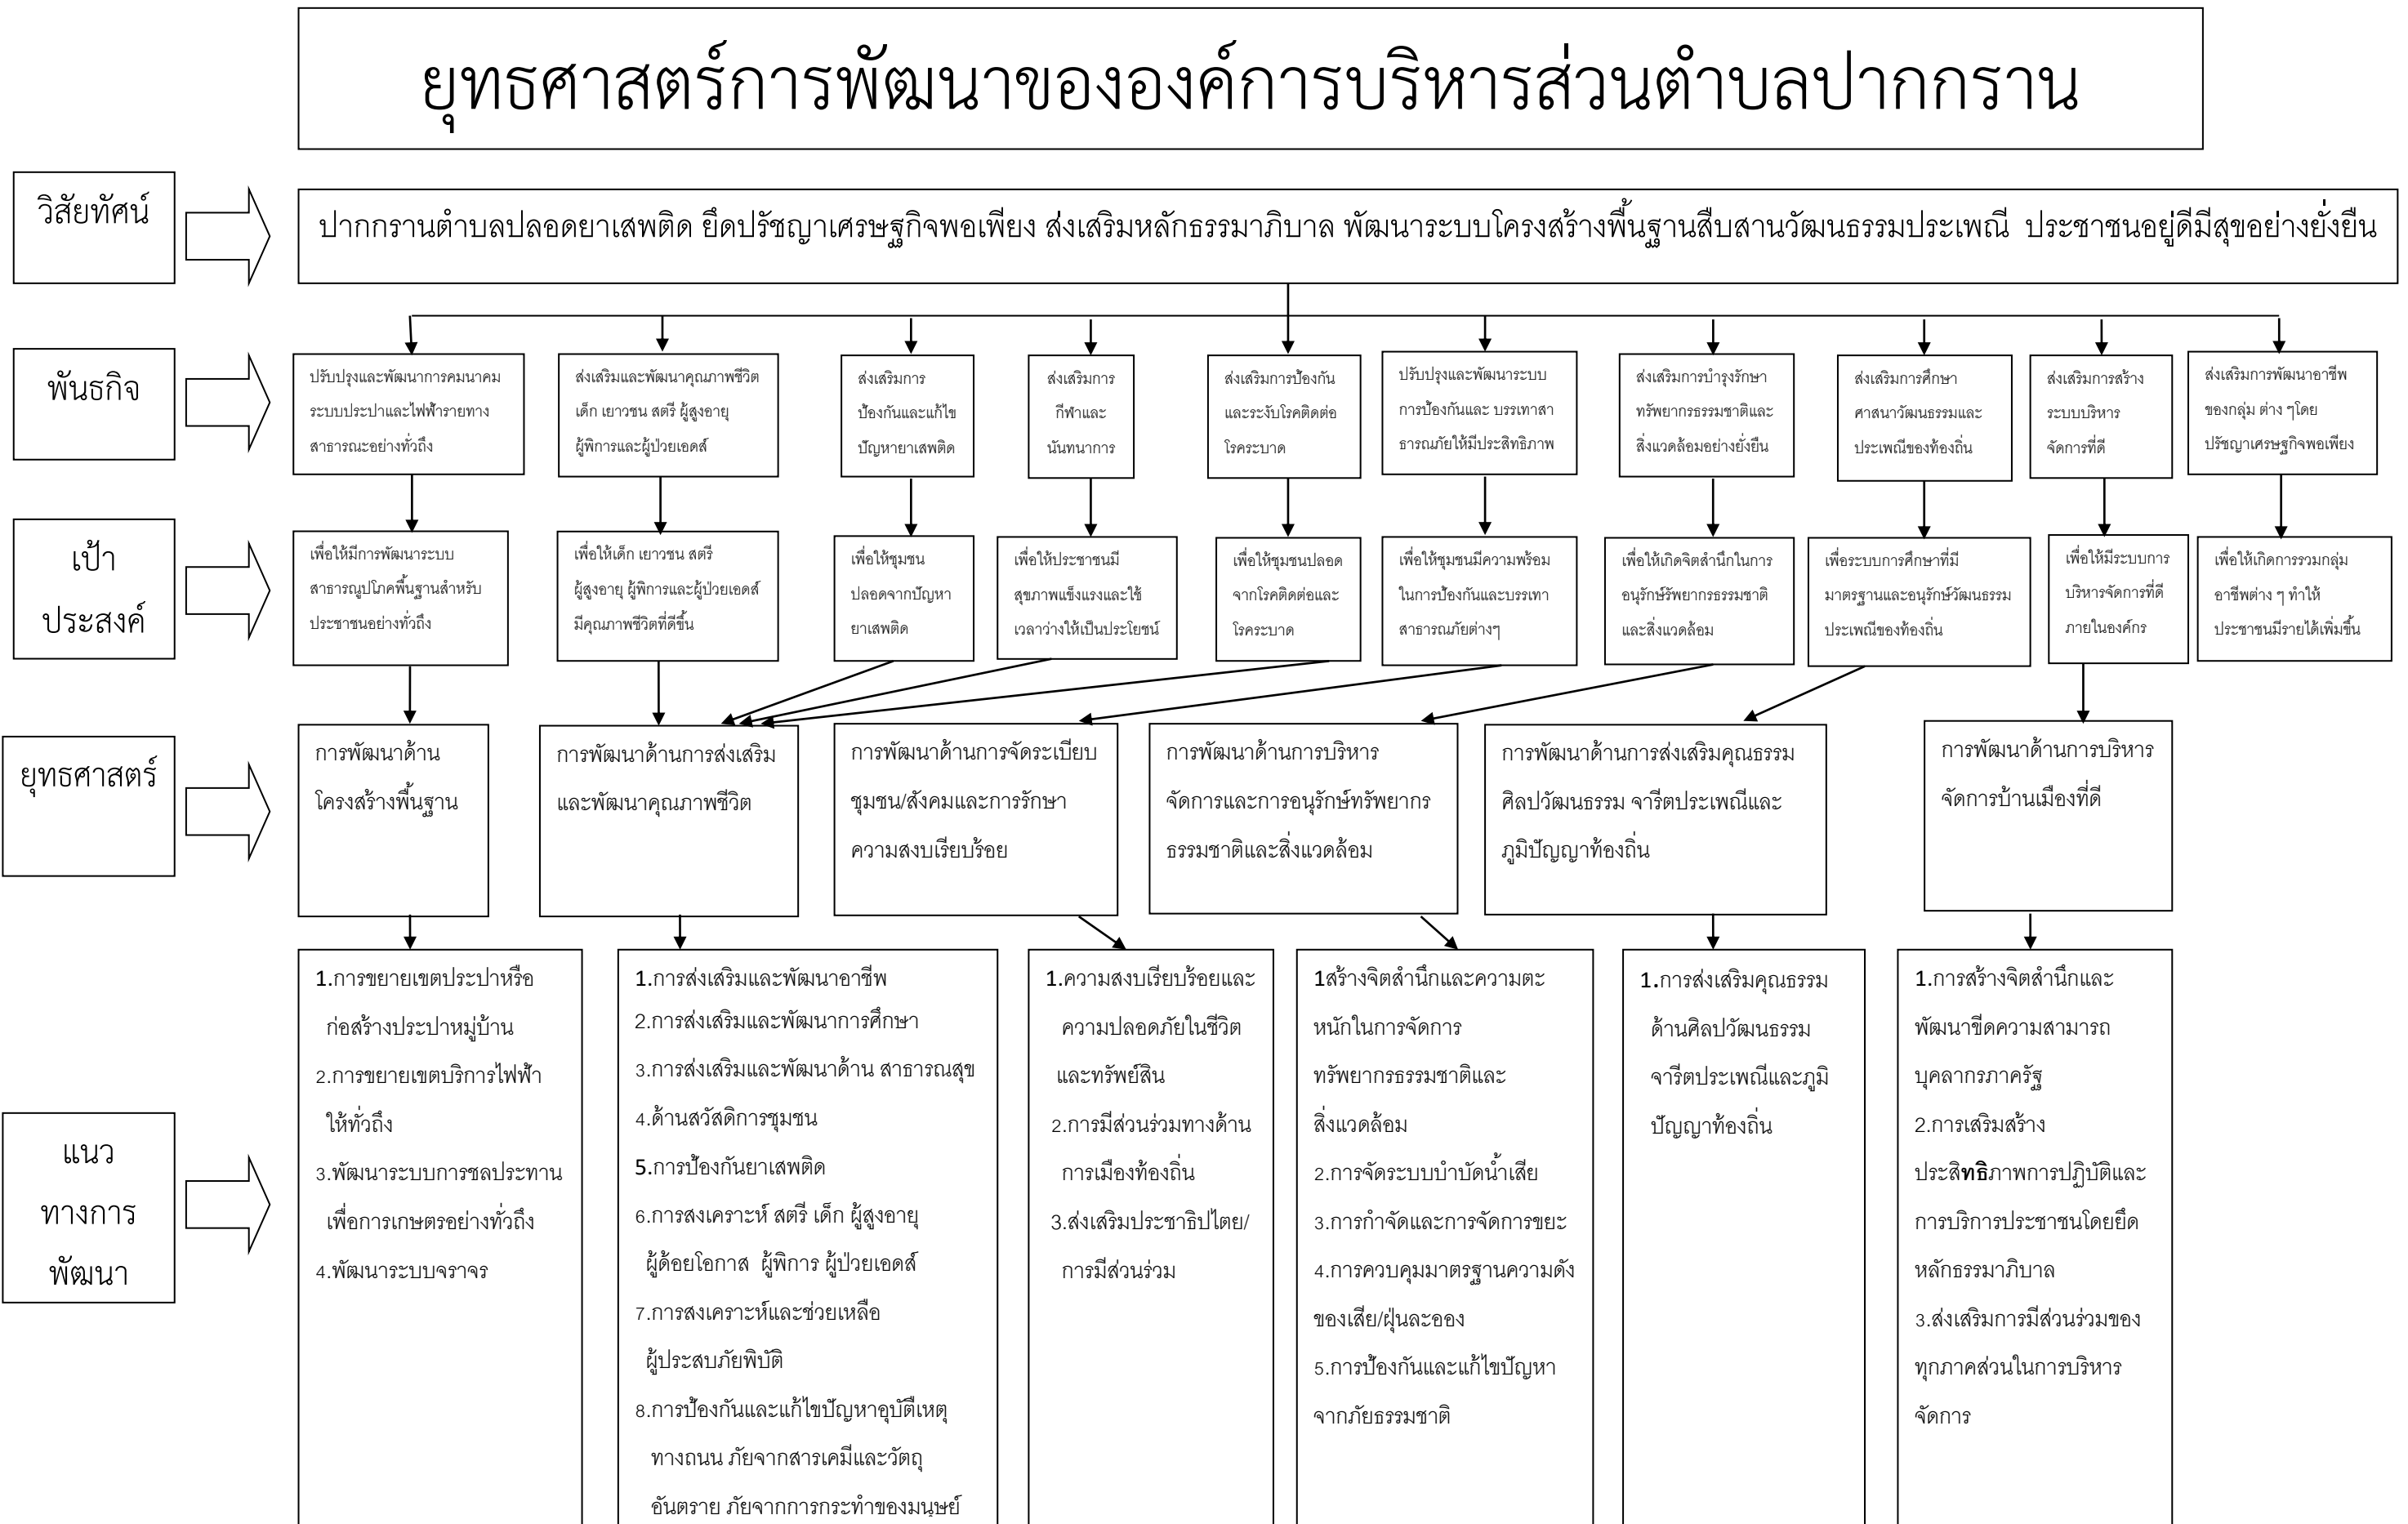 ยุทธศาสตร์การพัฒนาขององค์การบริหารส่วนตำบลปากกราน
วิสัยทัศน์
ปากกรานตำบลปลอดยาเสพติด ยึดปรัชญาเศรษฐกิจพอเพียง ส่งเสริมหลักธรรมาภิบาล พัฒนาระบบโครงสร้างพื้นฐานสืบสานวัฒนธรรมประเพณี ประชาชนอยู่ดีมีสุขอย่างยั่งยืน
พันธกิจ
ปรับปรุงและพัฒนาการคมนาคม
ระบบประปาและไฟฟ้ารายทาง
สาธารณะอย่างทั่วถึง
ส่งเสริมและพัฒนาคุณภาพชีวิต
เด็ก เยาวชน สตรี ผู้สูงอายุ
ผู้พิการและผู้ป่วยเอดส์
ส่งเสริมการ
ป้องกันและแก้ไข
ปัญหายาเสพติด
ส่งเสริมการ
กีฬาและ
นันทนาการ
ส่งเสริมการป้องกัน
และระงับโรคติดต่อ
โรคระบาด
ปรับปรุงและพัฒนาระบบ
การป้องกันและ บรรเทาสา
ธารณภัยให้มีประสิทธิภาพ
ส่งเสริมการบำรุงรักษา
ทรัพยากรธรรมชาติและ
สิ่งแวดล้อมอย่างยั่งยืน
ส่งเสริมการศึกษา
ศาสนาวัฒนธรรมและ
ประเพณีของท้องถิ่น
ส่งเสริมการสร้าง
ระบบบริหาร
จัดการที่ดี
ส่งเสริมการพัฒนาอาชีพ
ของกลุ่ม ต่าง ๆโดย
ปรัชญาเศรษฐกิจพอเพียง
เป้า
ประสงค์
เพื่อให้มีการพัฒนาระบบ
สาธารณูปโภคพื้นฐานสำหรับ
ประชาชนอย่างทั่วถึง
เพื่อให้เด็ก เยาวชน สตรี
ผู้สูงอายุ ผู้พิการและผู้ป่วยเอดส์
มีคุณภาพชีวิตที่ดีขึ้น
เพื่อให้ชุมชน
ปลอดจากปัญหา
ยาเสพติด
เพื่อให้ประชาชนมี
สุขภาพแข็งแรงและใช้
เวลาว่างให้เป็นประโยชน์
เพื่อให้ชุมชนปลอด
จากโรคติดต่อและ
โรคระบาด
เพื่อให้ชุมชนมีความพร้อม
ในการป้องกันและบรรเทา
สาธารณภัยต่างๆ
เพื่อให้เกิดจิตสำนึกในการ
อนุรักษ์รัพยากรธรรมชาติ
และสิ่งแวดล้อม
เพื่อระบบการศึกษาที่มี
มาตรฐานและอนุรักษ์วัฒนธรรม
ประเพณีของท้องถิ่น
เพื่อให้มีระบบการ
บริหารจัดการที่ดี
ภายในองค์กร
เพื่อให้เกิดการรวมกลุ่ม
อาชีพต่าง ๆ ทำให้
ประชาชนมีรายได้เพิ่มขึ้น
ยุทธศาสตร์
การพัฒนาด้าน
โครงสร้างพื้นฐาน
การพัฒนาด้านการส่งเสริม
และพัฒนาคุณภาพชีวิต
การพัฒนาด้านการจัดระเบียบ
ชุมชน/สังคมและการรักษา
ความสงบเรียบร้อย
การพัฒนาด้านการบริหาร
จัดการและการอนุรักษ์ทรัพยากร
ธรรมชาติและสิ่งแวดล้อม
การพัฒนาด้านการส่งเสริมคุณธรรม
ศิลปวัฒนธรรม จารีตประเพณีและ
ภูมิปัญญาท้องถิ่น
การพัฒนาด้านการบริหาร
จัดการบ้านเมืองที่ดี
แนว
ทางการ
พัฒนา
1.การขยายเขตประปาหรือ
ก่อสร้างประปาหมู่บ้าน
2.การขยายเขตบริการไฟฟ้า
ให้ทั่วถึง
3.พัฒนาระบบการชลประทาน
เพื่อการเกษตรอย่างทั่วถึง
4.พัฒนาระบบจราจร
1.การส่งเสริมและพัฒนาอาชีพ
2.การส่งเสริมและพัฒนาการศึกษา
3.การส่งเสริมและพัฒนาด้าน สาธารณสุข
4.ด้านสวัสดิการชุมชน
5.การป้องกันยาเสพติด
6.การสงเคราะห์ สตรี เด็ก ผู้สูงอายุ
ผู้ด้อยโอกาส ผู้พิการ ผู้ป่วยเอดส์
7.การสงเคราะห์และช่วยเหลือ
ผู้ประสบภัยพิบัติ
8.การป้องกันและแก้ไขปัญหาอุบัตืเหตุ
ทางถนน ภัยจากสารเคมีและวัตถุ
อันตราย ภัยจากการกระทำของมนุษย์
1.ความสงบเรียบร้อยและ
ความปลอดภัยในชีวิต
และทรัพย์สิน
2.การมีส่วนร่วมทางด้าน
การเมืองท้องถิ่น
3.ส่งเสริมประชาธิปไตย/
การมีส่วนร่วม
1สร้างจิตสำนึกและความตะ
หนักในการจัดการ
ทรัพยากรธรรมชาติและ
สิ่งแวดล้อม
2.การจัดระบบบำบัดน้ำเสีย
3.การกำจัดและการจัดการขยะ
4.การควบคุมมาตรฐานความดัง
ของเสีย/ฝุ่นละออง
5.การป้องกันและแก้ไขปัญหา
จากภัยธรรมชาติ
1.การส่งเสริมคุณธรรม
ด้านศิลปวัฒนธรรม
จารีตประเพณีและภูมิ
ปัญญาท้องถิ่น
1.การสร้างจิตสำนึกและ
พัฒนาขีดความสามารถ
บุคลากรภาครัฐ
2.การเสริมสร้าง
ประสิทธิภาพการปฏิบัติและ
การบริการประชาชนโดยยึด
หลักธรรมาภิบาล
3.ส่งเสริมการมีส่วนร่วมของ
ทุกภาคส่วนในการบริหาร
จัดการ